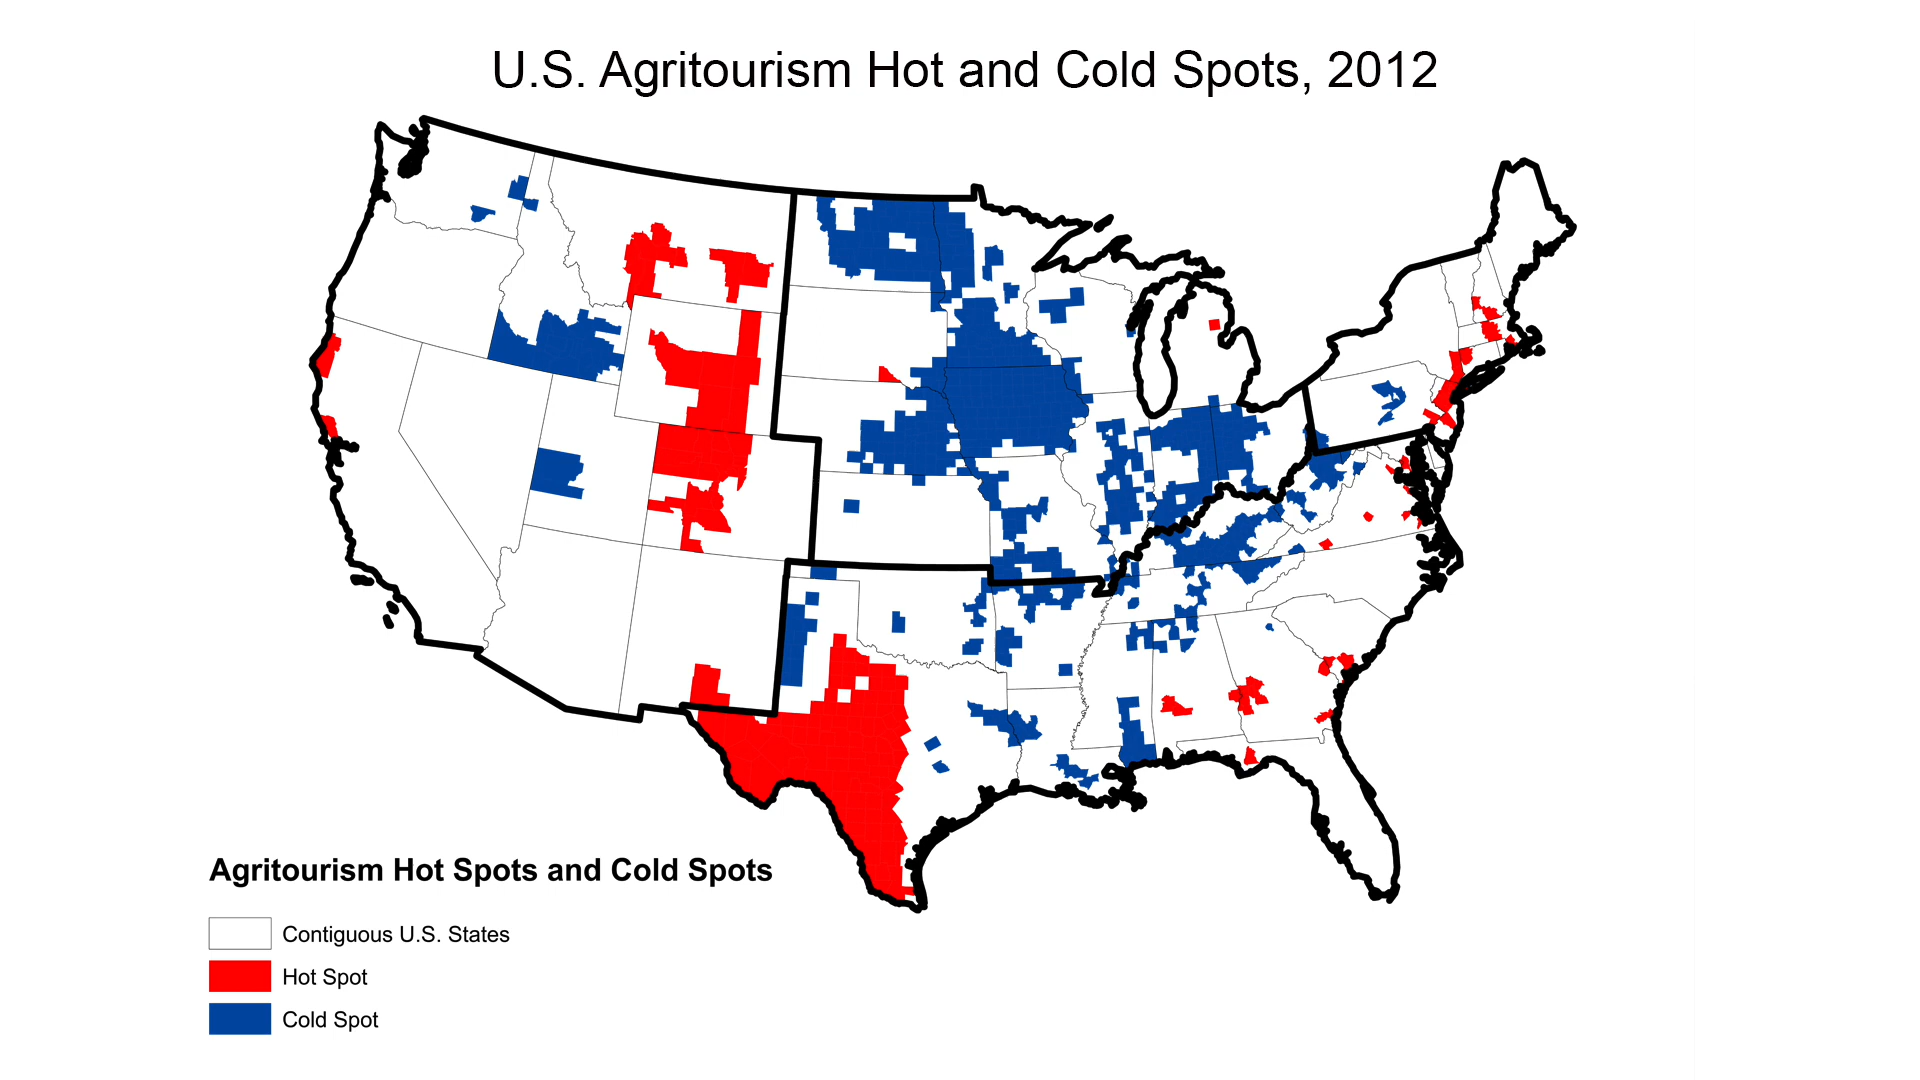 U.S. Agritourism Hot and Cold Spots, 2012
Agritourism Hot Spots and Cold Spots
Contiguous U.S. States
Hot Spot
Cold Spot